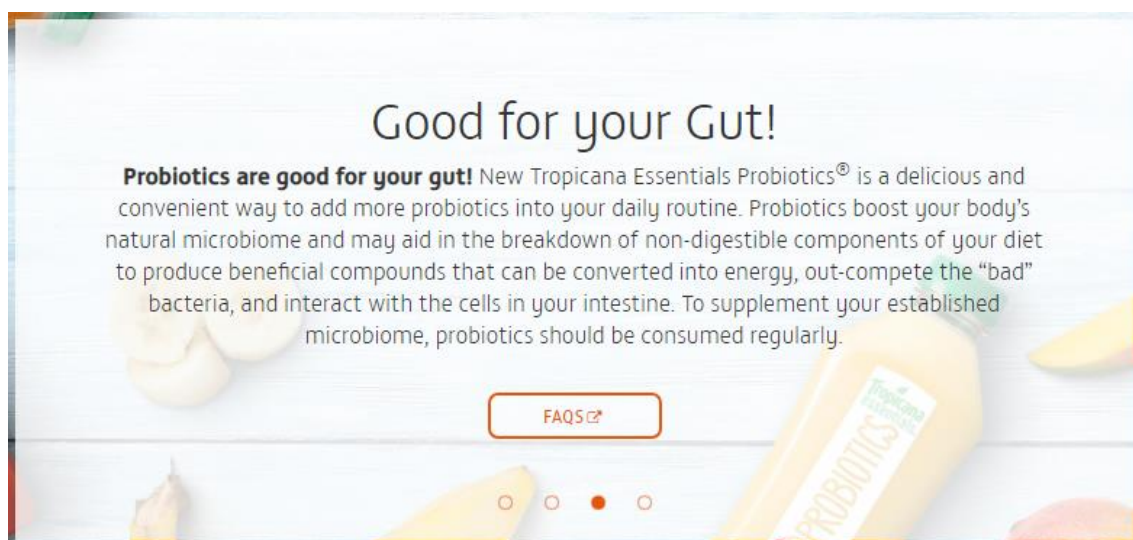 Good for your Gut!
Probiotics are good for your gut! New Tropicana Essentials Probiotics® is a delicious and
convenient way to add more probiotics into your daily routine. Probiotics boost your body's
natural microbiome and may aid in the breakdown of non-digestible components of your diet
to produce beneficial compounds that can be converted into energy, out-compete the “bad”
bacteria, and interact with the cells in your intestine. To supplement your established
microbiome, probiotics should be consumed regularly.
FAQS
Tropicana
essentials
PROBIOTICS